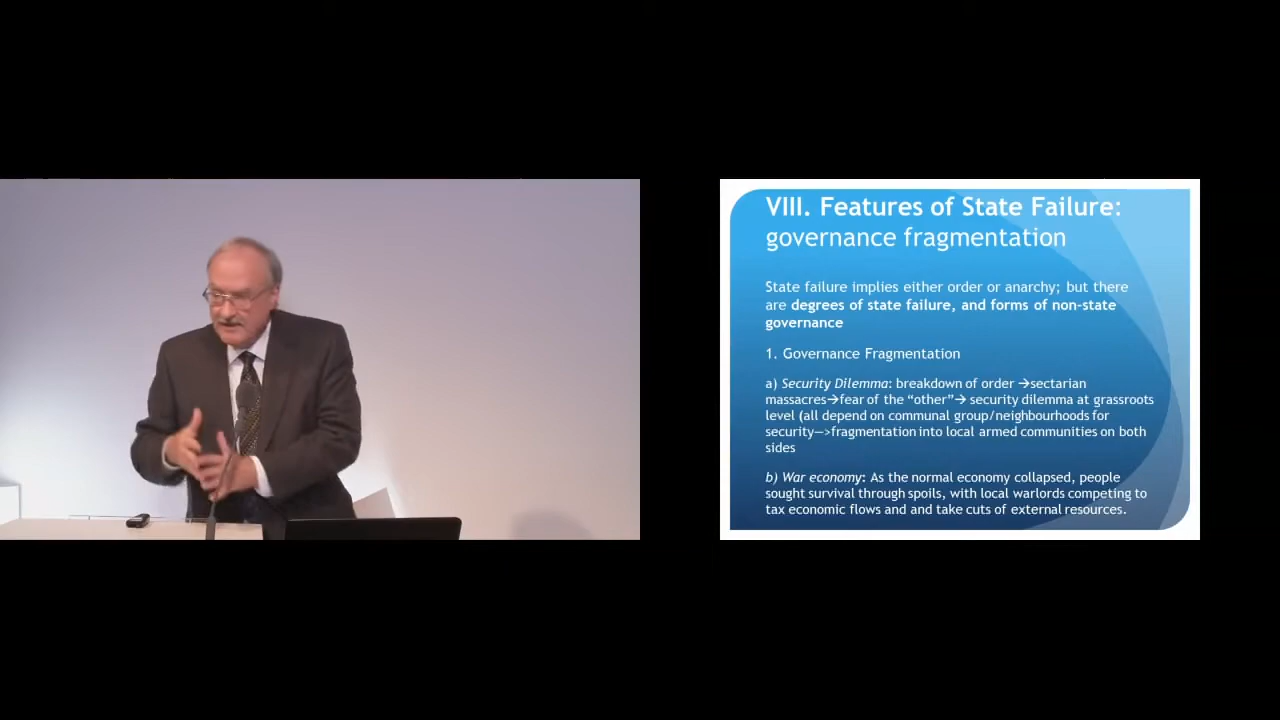 VIII. Features of State Failure:
governance fragmentation
State failure implies either order or anarchy; but there
are degrees of state failure, and forms of non-state
governance
1. Governance Fragmentation
a) Security Dilemma: breakdown of order →sectarian
massacres→fear of the “other”→ security dilemma at grassroots
level (all depend on communal group/neighbourhoods for
security—>fragmentation into local armed communities on both
sides
b) War economy: As the normal economy collapsed, people
sought survival through spoils, with local warlords competing to
tax economic flows and and take cuts of external resources.